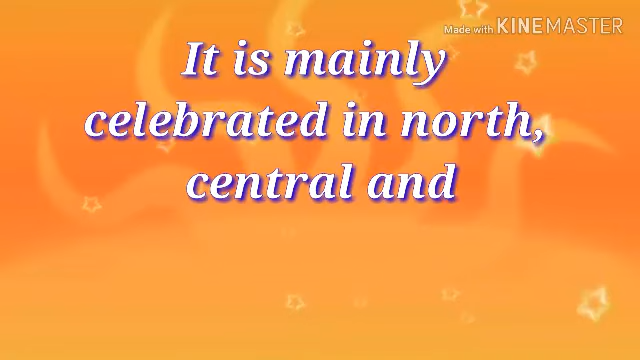 Made with KINEMASTER
It is mainly
celebrated in north,
central and